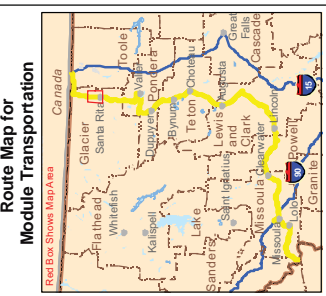 Route Map for
Module Transportation
Red Box Shows Map Area
Canada
Glacier
Toole
Santa Rita
Valier
Flathead
Pondera
Whitefish
Dupuyer
Kalispell
Bynum
Choteau
Great
Falls
Teton
Cascade
Lake
Augusta
Lewis
and
Clark
Saint Ignatius
Sanders
Lincoln
Missoula
Clearwater
Powell
Missoula
Lolo
Granite
15
90